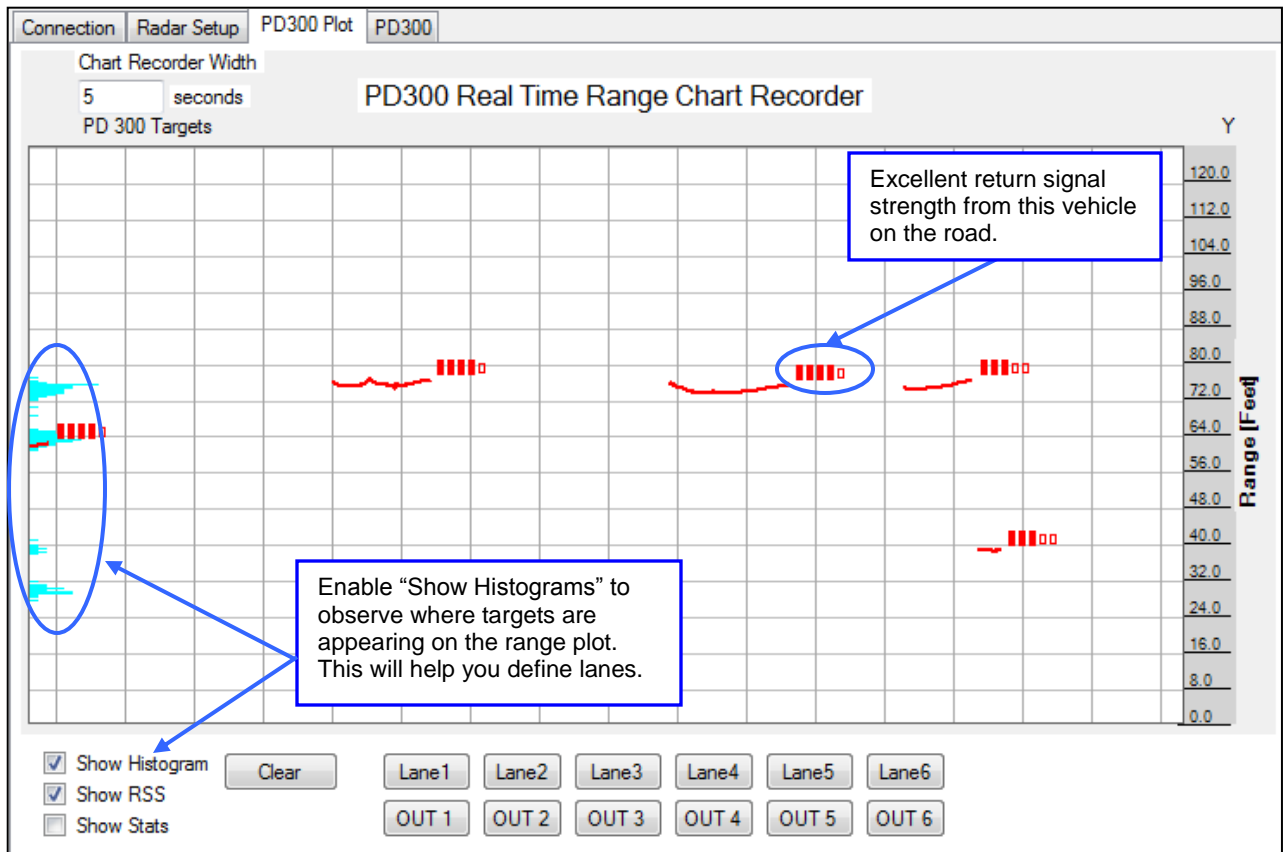 Connection Radar Setup PD300 Plot PD300
Chart Recorder Width
5 seconds
PD300 Real Time Range Chart Recorder
PD 300 Targets
Y
Excellent return signal
strength from this vehicle
on the road.
120.0
112.0
104.0
96.0
88.0
80.0
72.0
64.0
56.0
48.0
40.0
32.0
24.0
16.0
8.0
0.0
Range [Feet]
Enable “Show Histograms” to
observe where targets are
appearing on the range plot.
This will help you define lanes.
Show Histogram
Show RSS
Show Stats
Clear
Lane1 Lane2 Lane3 Lane4 Lane5 Lane6
OUT 1 OUT 2 OUT 3 OUT 4 OUT 5 OUT 6